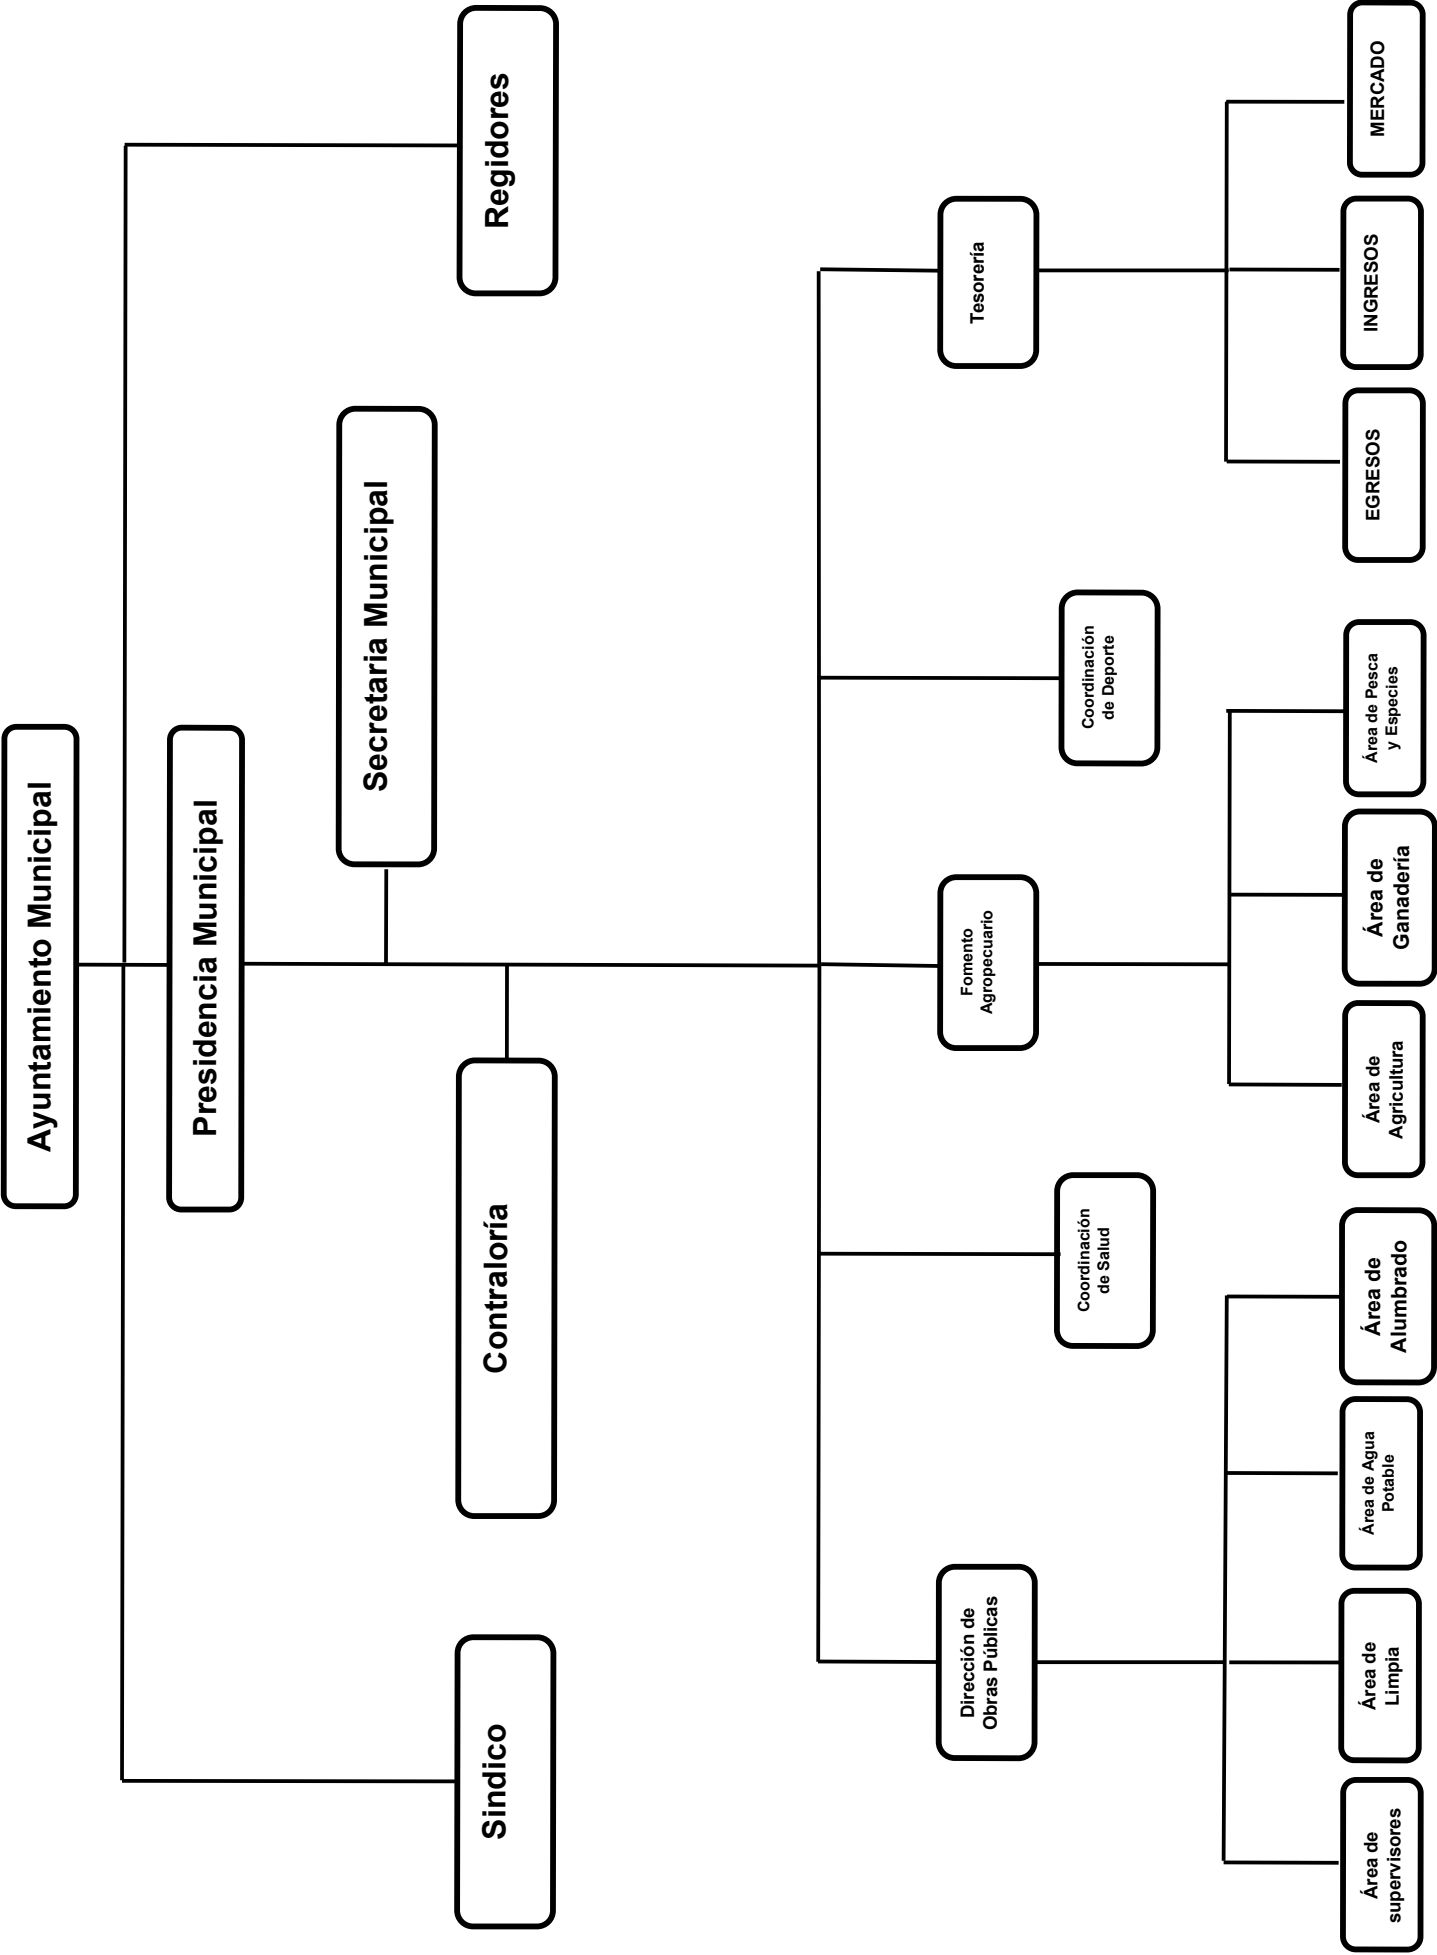 Ayuntamiento Municipal
Presidencia Municipal
Secretaria Municipal
Sindico
Contraloría
Regidores
Dirección de
Obras Públicas
Fomento
Agropecuario
Tesorería
Coordinación
de Salud
Coordinación
de Deporte
Área de
supervisores
Área de
Limpia
Área de Agua
Potable
Área de
Alumbrado
Área de
Agricultura
Área de
Ganadería
Área de Pesca
y Especies
EGRESOS
INGRESOS
MERCADO